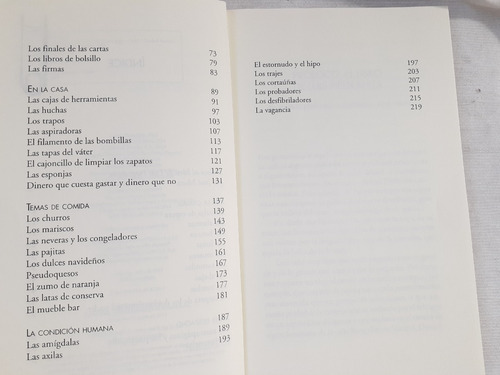 Los finales de las cartas 73
Los libros de bolsillo 79
Las firmas 83
EN LA CASA 89
Las cajas de herramientas 91
Las huchas 97
Los trapos 103
Las aspiradoras 107
El filamento de las bombillas 113
Las tapas del váter 117
El cajoncillo de limpiar los zapatos 121
Las esponjas 127
Dinero que cuesta gastar y dinero que no 131
TEMAS DE COMIDA 137
Los churros 139
Los mariscos 143
Las neveras y los congeladores 149
Las pajitas 155
Los dulces navideños 161
Pseudoquesos 167
El zumo de naranja 173
Las latas de conserva 177
El mueble bar 181
LA CONDICIÓN HUMANA 187
Las amígdalas 189
Las axilas 193
El estornudo y el hipo 197
Los trajes 203
Los cortaúñas 207
Los probadores 211
Los desfibriladores 215
La vagancia 219